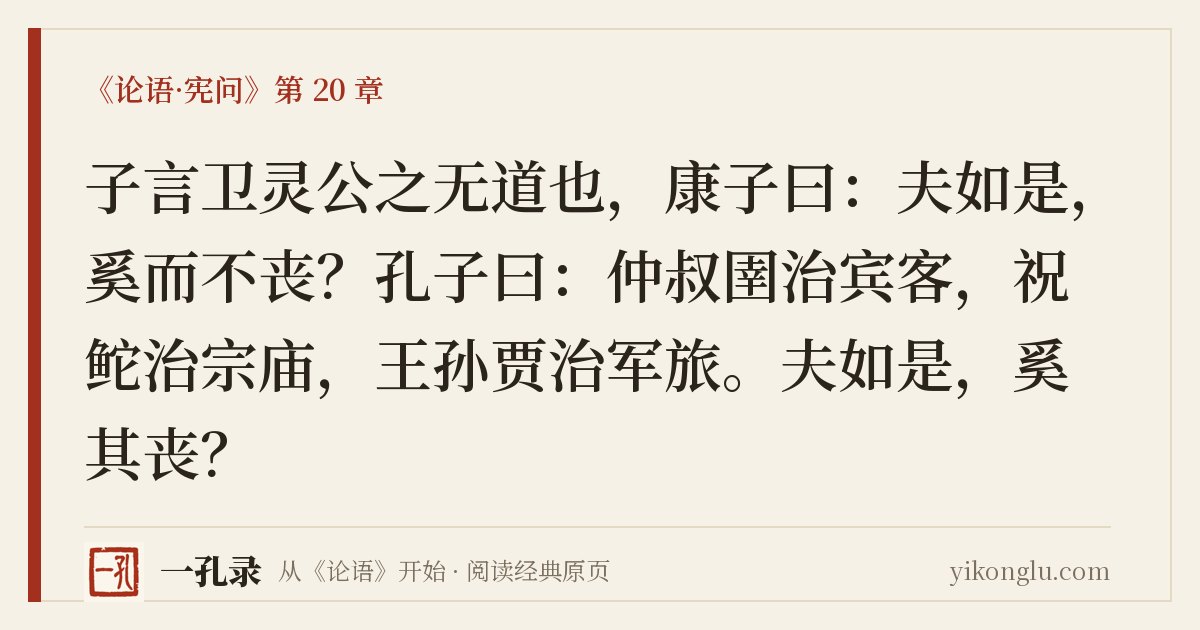 《论语·宪问》第 20 章
子言卫灵公之无道也，康子曰：夫如是，
奚而不丧？孔子曰：仲叔圉治宾客，祝
鮀治宗庙，王孙贾治军旅。夫如是，奚
其丧？
一孔
一孔录 从《论语》开始 · 阅读经典原页 yikonglu.com